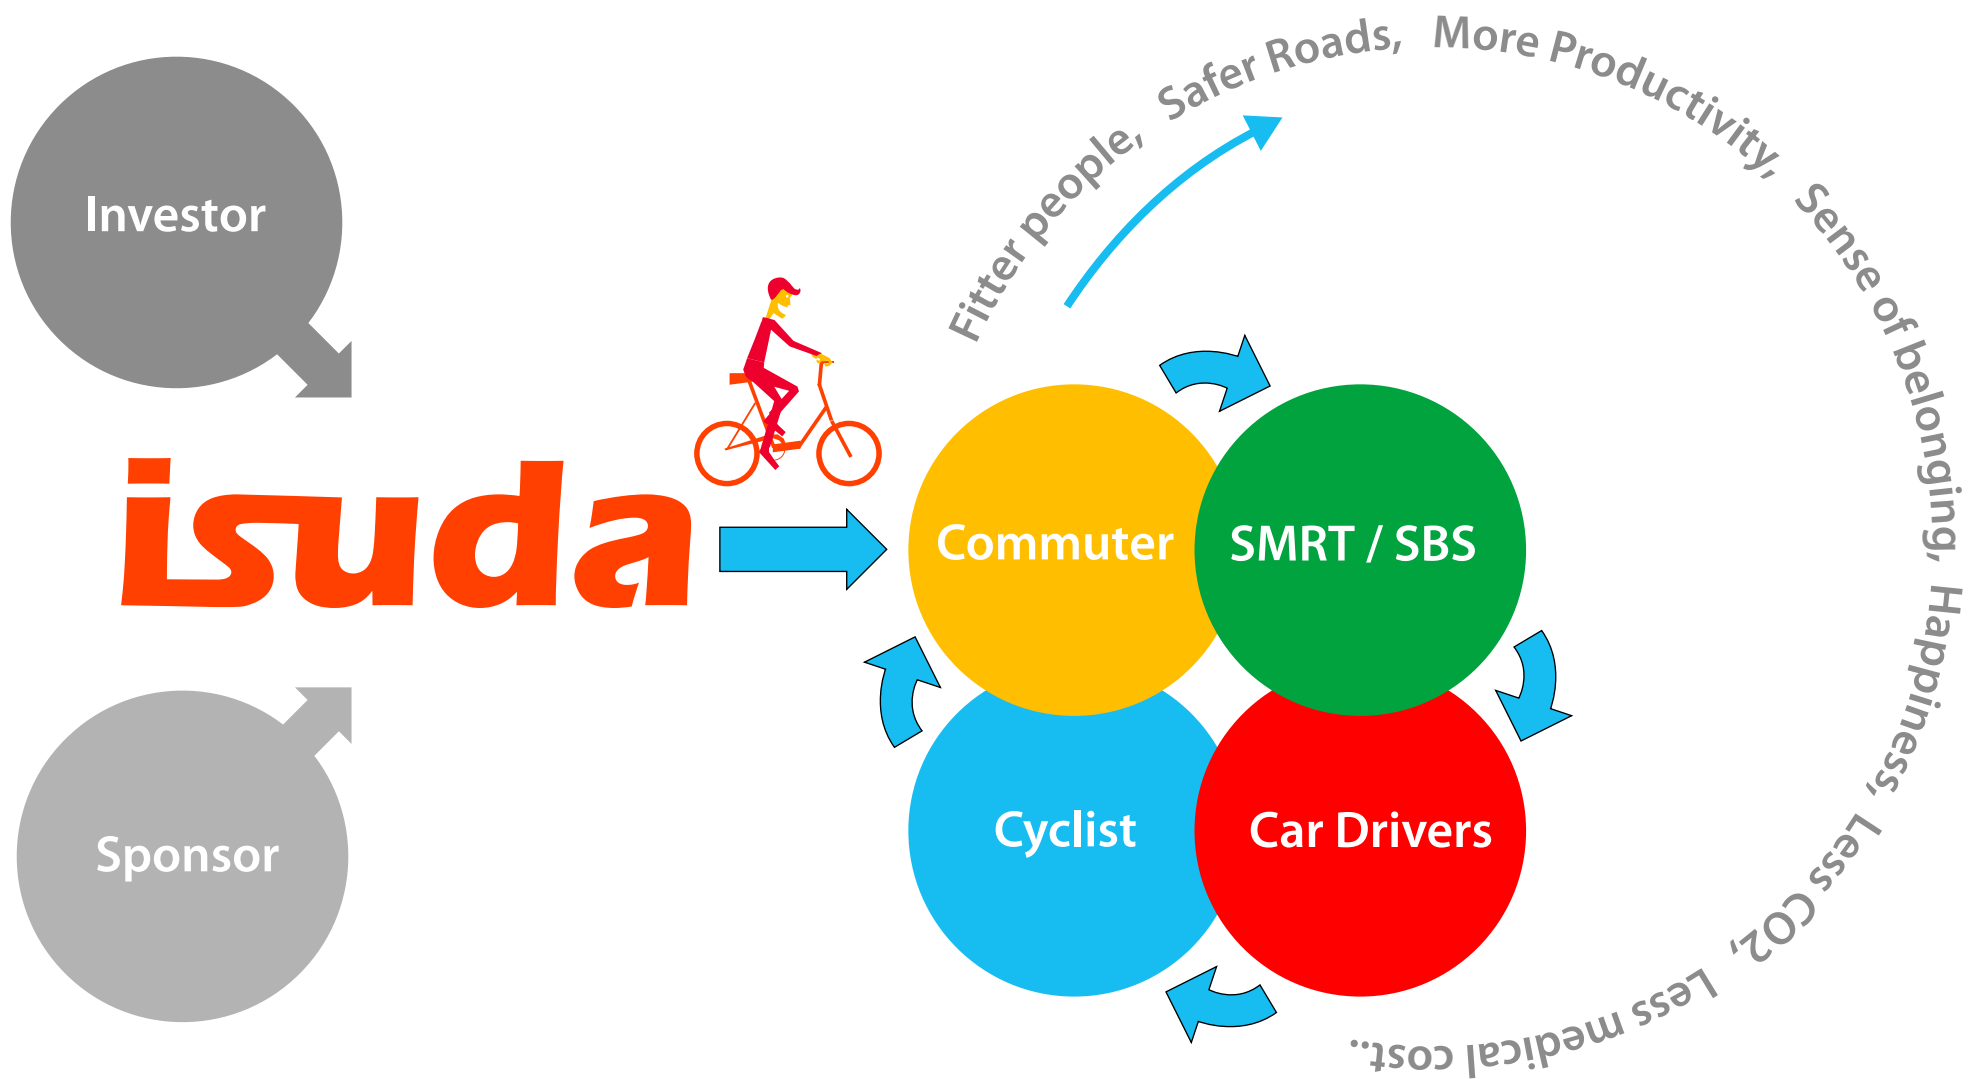 Investor
isuda
Sponsor
Commuter
SMRT / SBS
Cyclist
Car Drivers
Fitter people, Safer Roads, More Productivity, Sense of belonging, Happiness, Less CO2, Less medical cost..